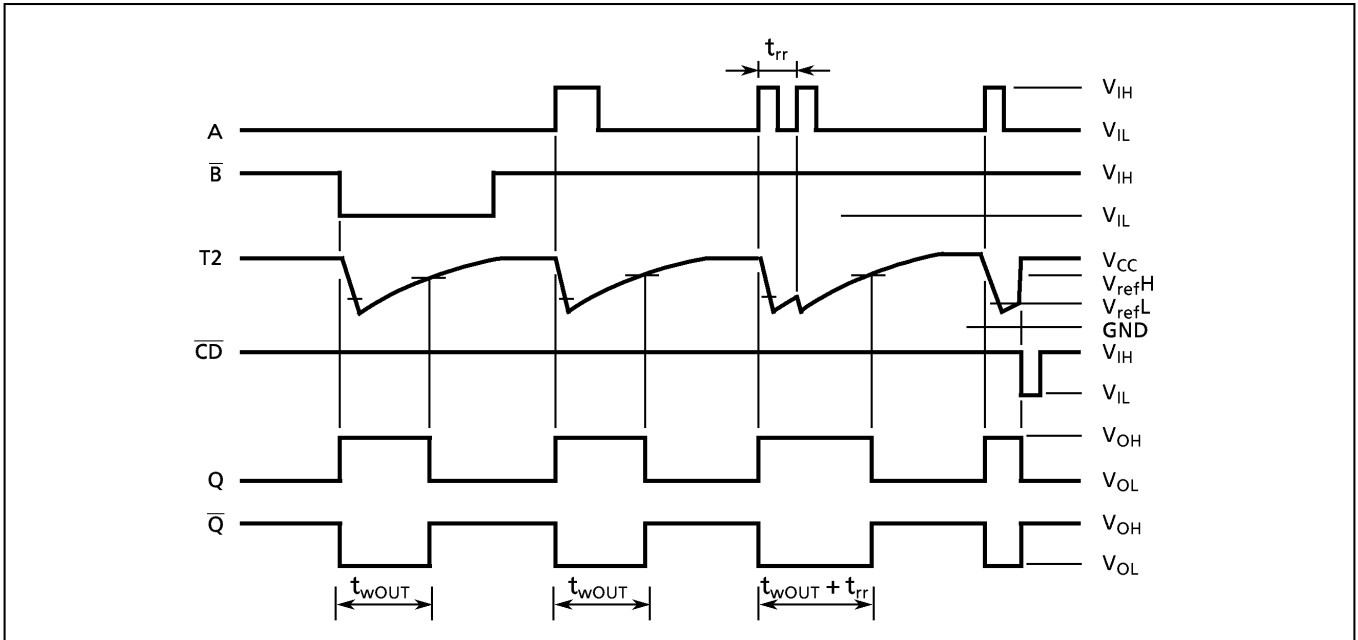 t_rr
A V_IH
V_IL
B̅ V_IH
V_IL
T2 V_CC
V_refH
V_refL
GND
C̅D̅ V_IH
V_IL
V_OH
Q V_OL
Q̅ V_OH
V_OL
t_wOUT t_wOUT t_wOUT + t_rr